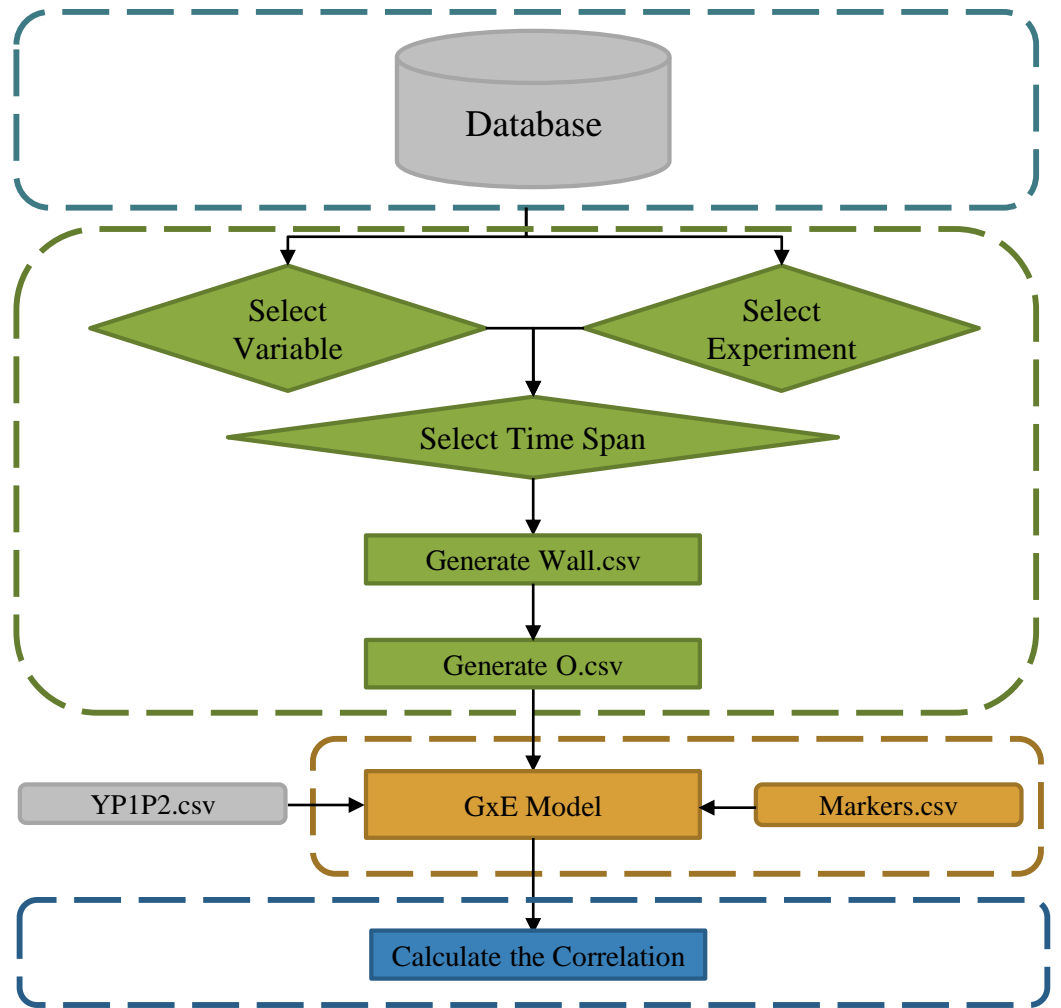 Database
Select
Variable
Select
Experiment
Select Time Span
Generate Wall.csv
Generate O.csv
YP1P2.csv
GxE Model
Markers.csv
Calculate the Correlation